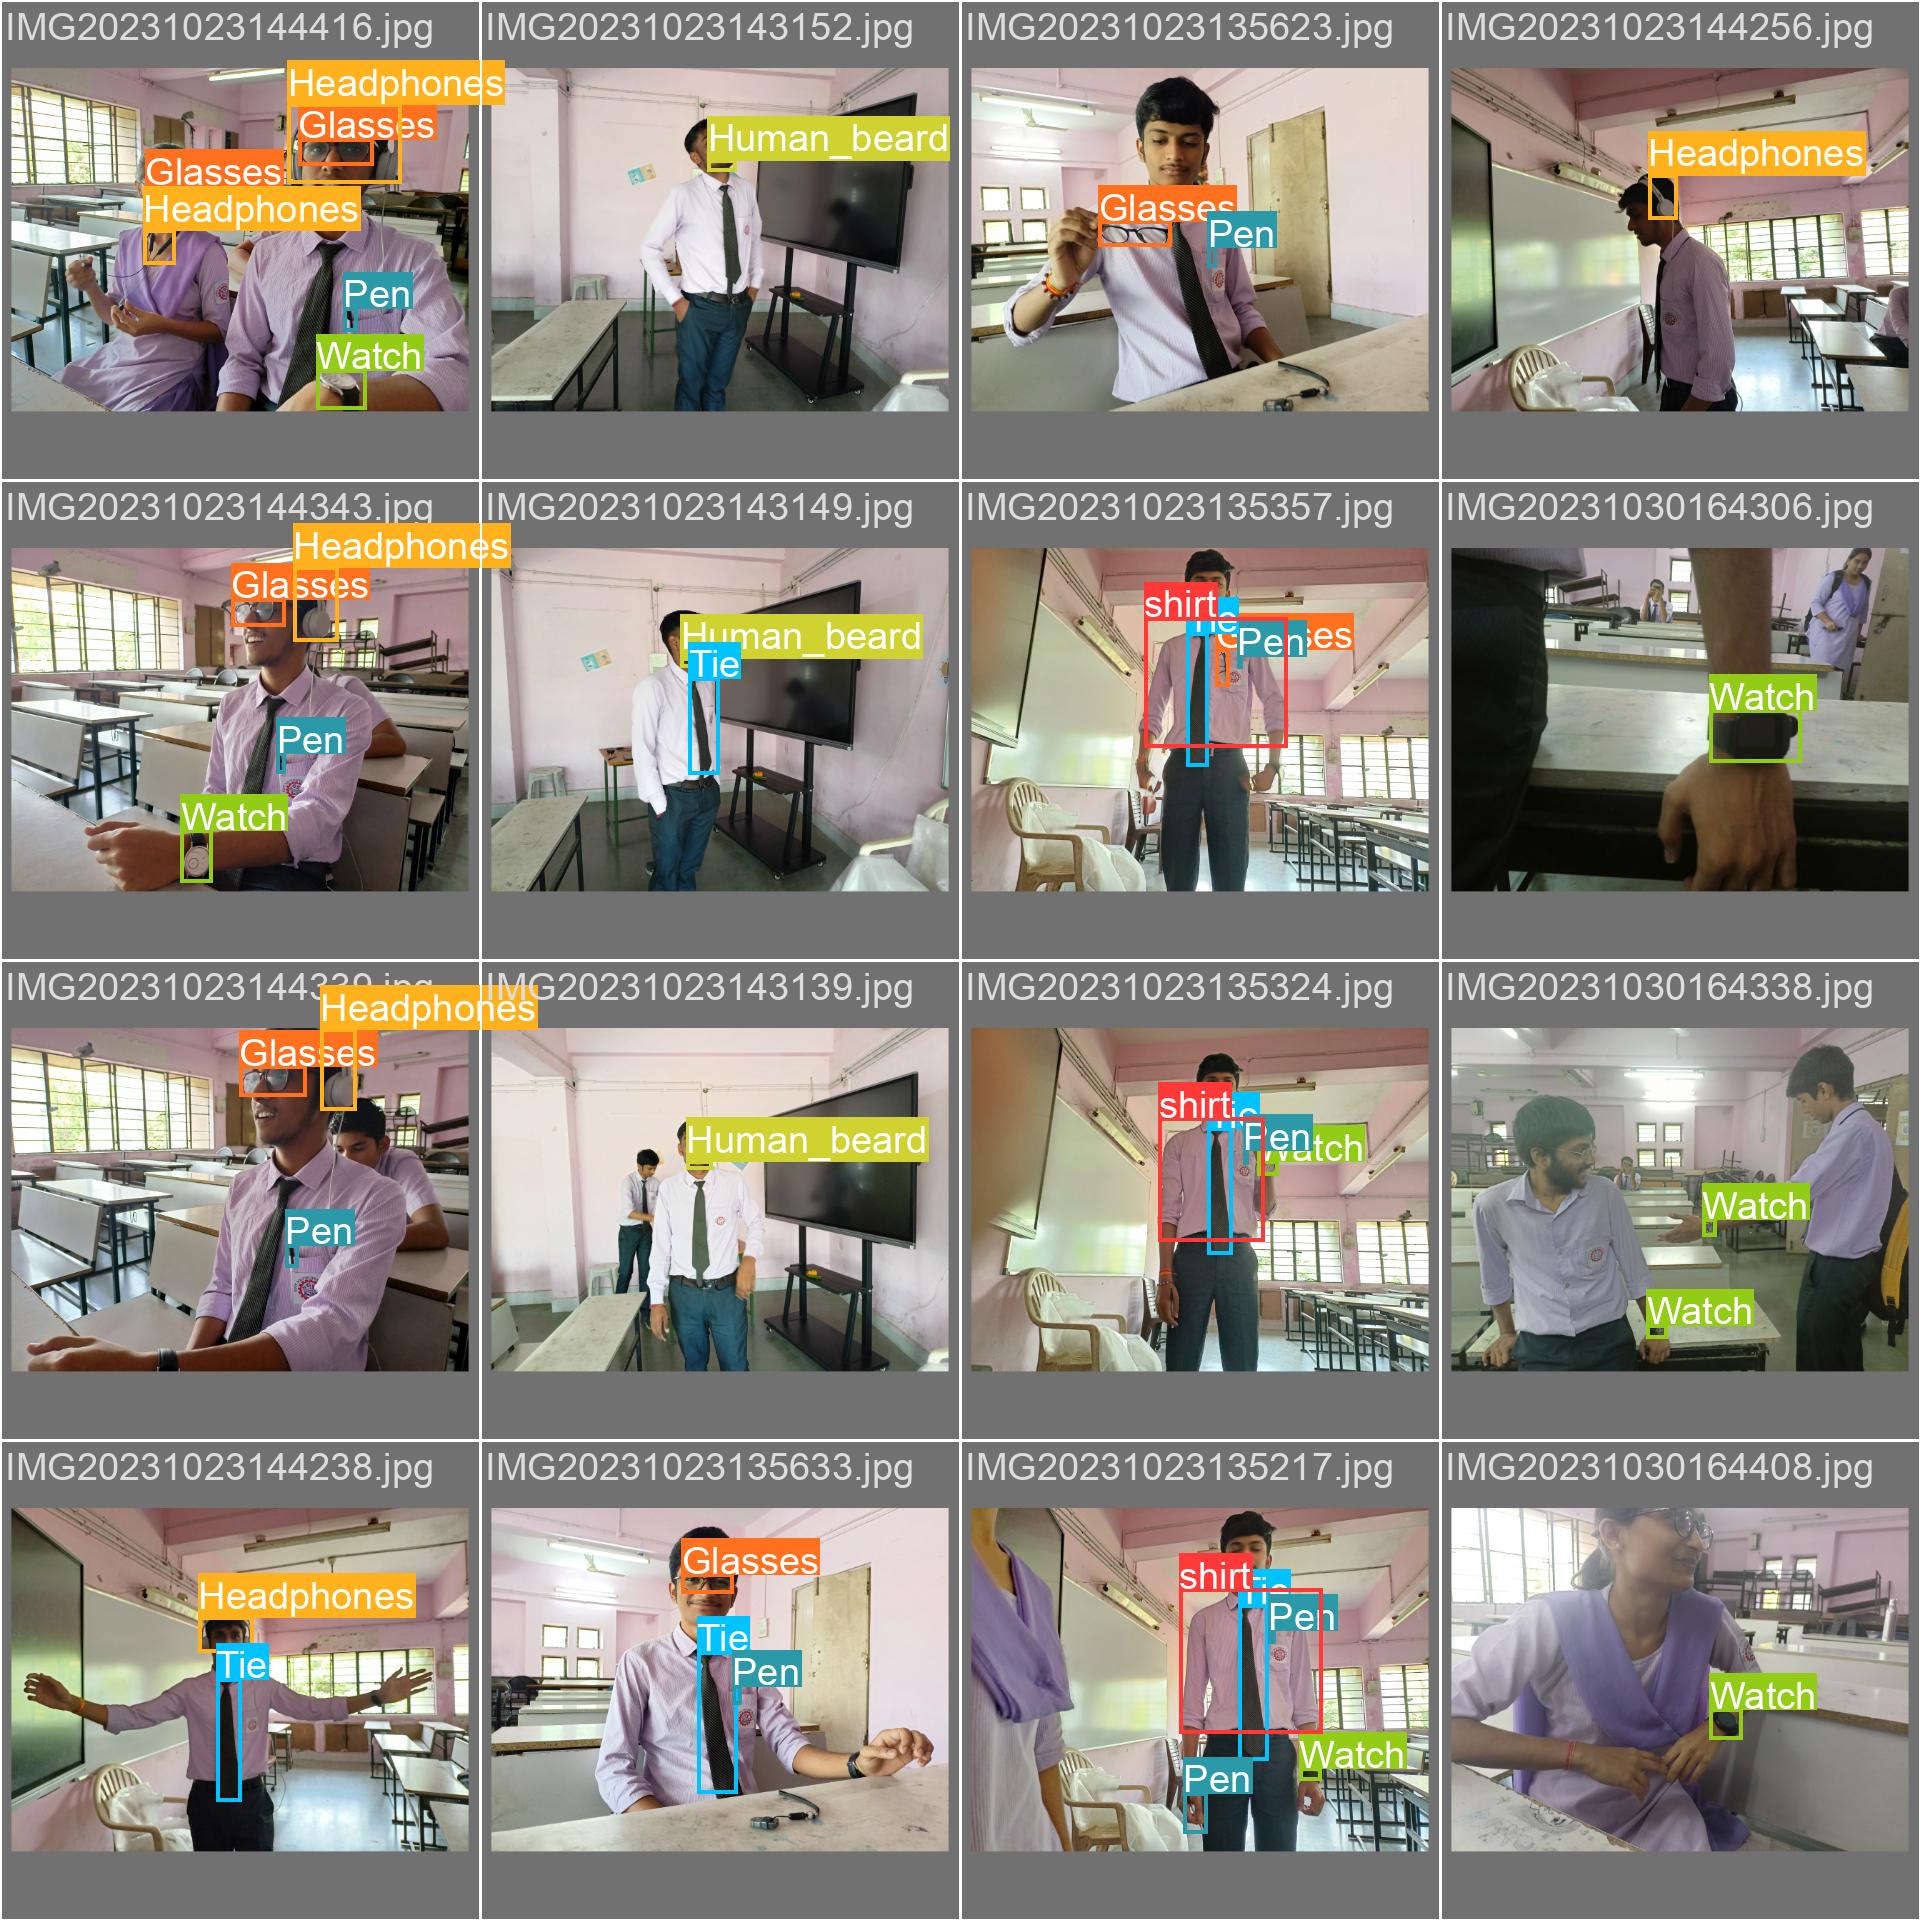 IMG20231023144416.jpg
Headphones
Glasses
Glasses
Headphones
Pen
Watch
IMG20231023143152.jpg
Human_beard
IMG20231023135623.jpg
Glasses
Pen
IMG20231023144256.jpg
Headphones
IMG20231023144343.jpg
Headphones
Glasses
Pen
Watch
IMG20231023143149.jpg
Human_beard
Tie
IMG20231023135357.jpg
shirt
Pen
IMG20231030164306.jpg
Watch
Headphones
Glasses
Pen
IMG20231023143139.jpg
Human_beard
IMG20231023135324.jpg
shirt
Pen
Watch
IMG20231030164338.jpg
Watch
Watch
IMG20231023144238.jpg
Headphones
Tie
IMG20231023135633.jpg
Glasses
Tie
Pen
IMG20231023135217.jpg
shirt
Tie
Pen
Watch
Pen
IMG20231030164408.jpg
Watch